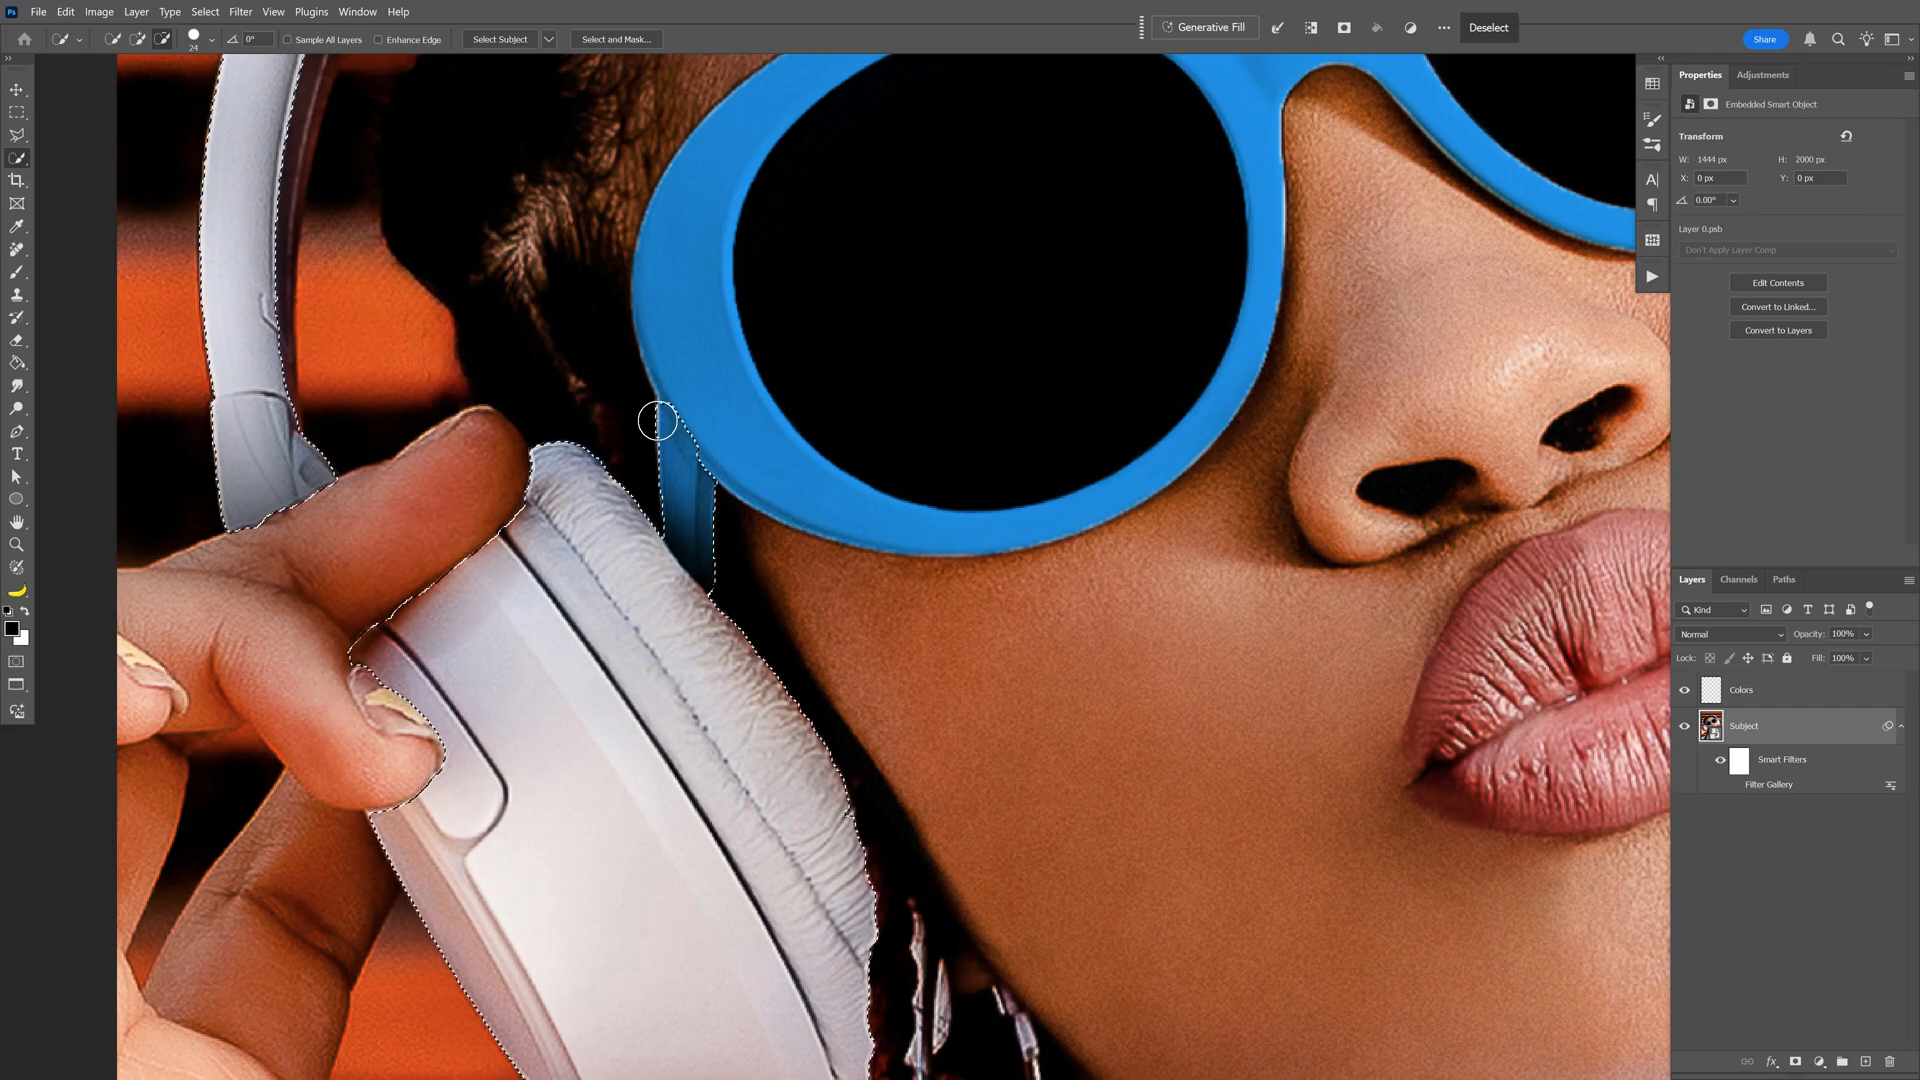 Ps File Edit Image Layer Type Select Filter View Plugins Window Help
24 0° Sample All Layers Enhance Edge Select Subject Select and Mask...
Generative Fill Deselect
Share
Properties Adjustments
Embedded Smart Object
Transform
W: 1444 px H: 2000 px
X: 0 px Y: 0 px
0.00°
Layer 0.psb
Don't Apply Layer Comp
Edit Contents
Convert to Linked...
Convert to Layers
Layers Channels Paths
Kind
Normal Opacity: 100%
Lock: Fill: 100%
Colors
Subject
Smart Filters
Filter Gallery